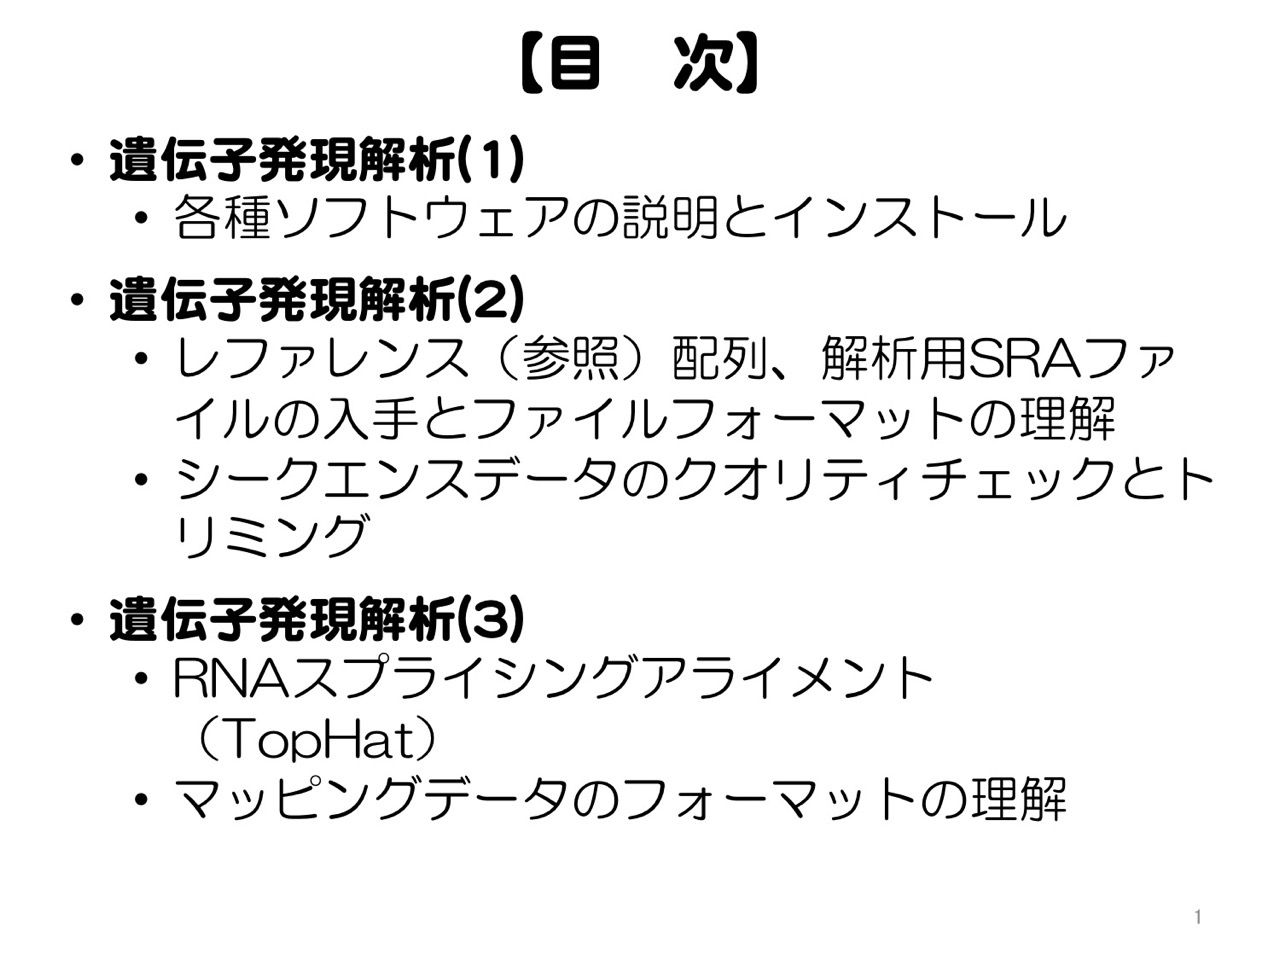 【目　次】
• 遺伝子発現解析(1)
• 各種ソフトウェアの説明とインストール
• 遺伝子発現解析(2)
• レファレンス（参照）配列、解析用SRAファ
イルの入手とファイルフォーマットの理解
• シークエンスデータのクオリティチェックとト
リミング
• 遺伝子発現解析(3)
• RNAスプライシングアライメント
（TopHat）
• マッピングデータのフォーマットの理解
1